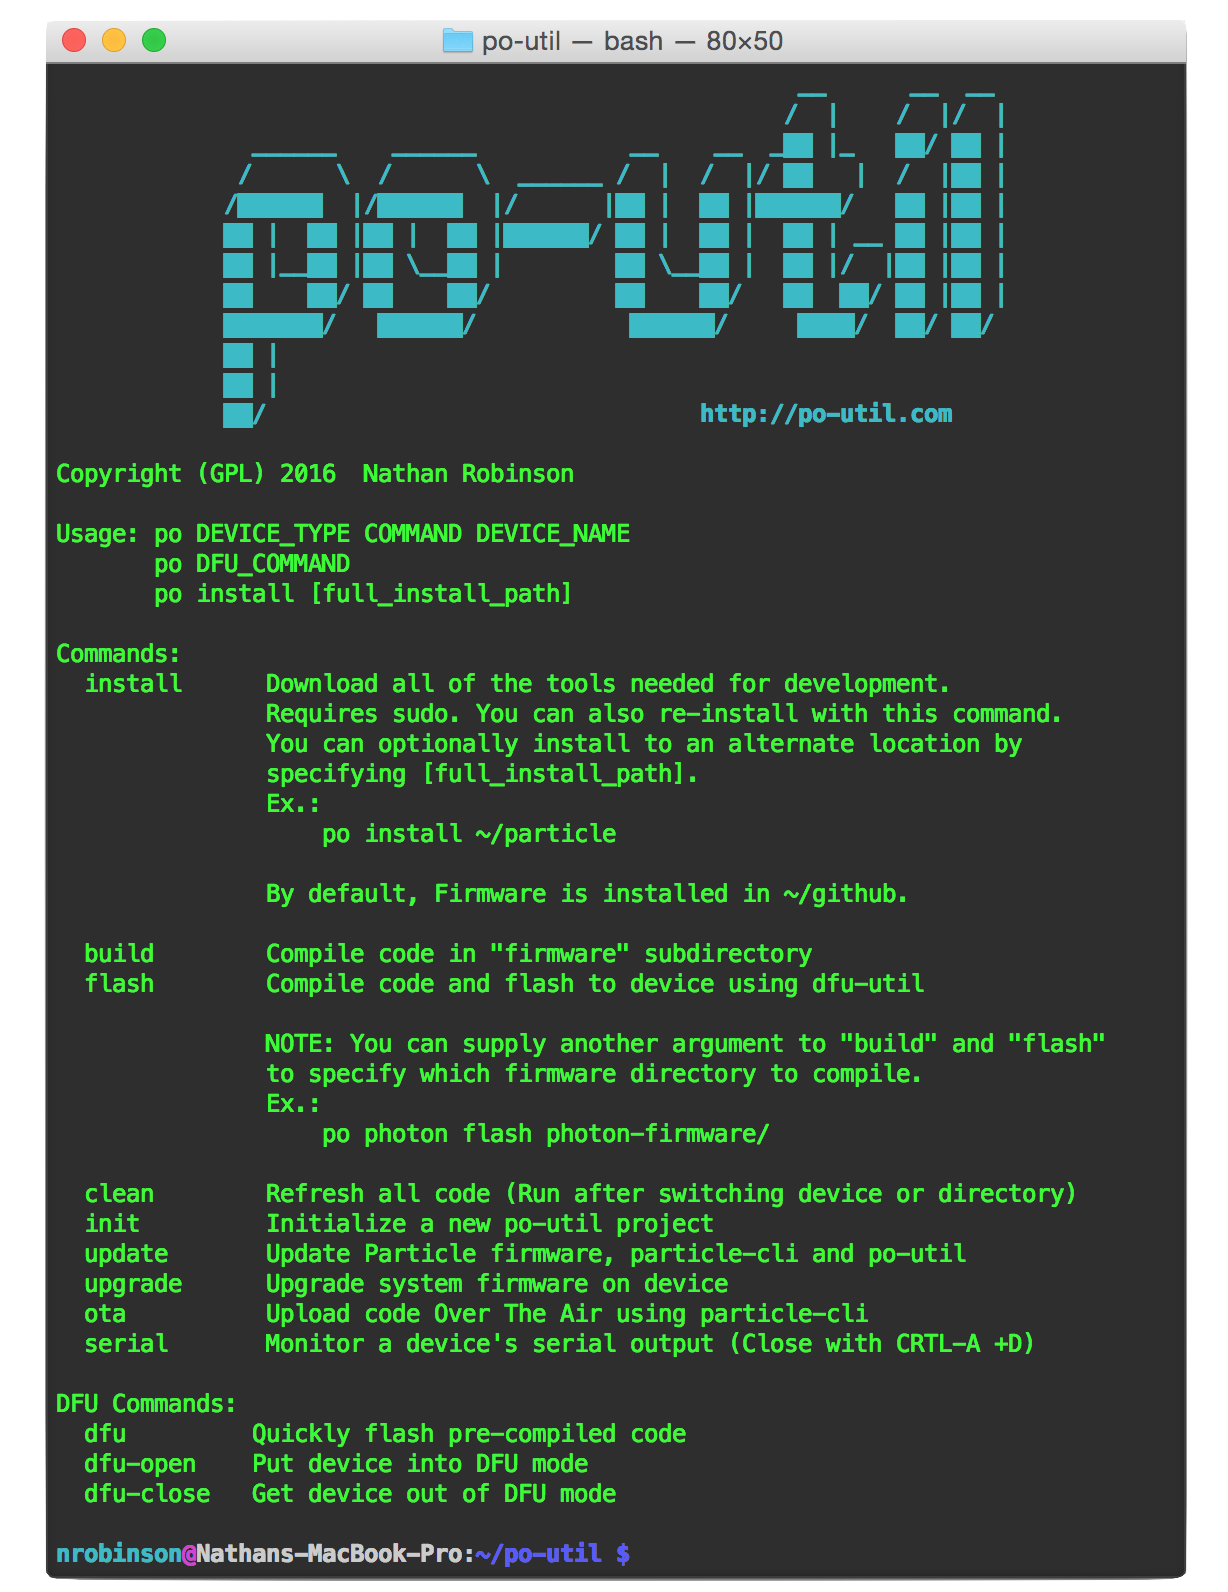 po-util — bash — 80×50
po-util
http://po-util.com
Copyright (GPL) 2016  Nathan Robinson
Usage: po DEVICE_TYPE COMMAND DEVICE_NAME
       po DFU_COMMAND
       po install [full_install_path]
Commands:
  install      Download all of the tools needed for development.
               Requires sudo. You can also re-install with this command.
               You can optionally install to an alternate location by
               specifying [full_install_path].
               Ex.:
                   po install ~/particle
               By default, Firmware is installed in ~/github.
  build        Compile code in "firmware" subdirectory
  flash        Compile code and flash to device using dfu-util
               NOTE: You can supply another argument to "build" and "flash"
               to specify which firmware directory to compile.
               Ex.:
                   po photon flash photon-firmware/
  clean        Refresh all code (Run after switching device or directory)
  init         Initialize a new po-util project
  update       Update Particle firmware, particle-cli and po-util
  upgrade      Upgrade system firmware on device
  ota          Upload code Over The Air using particle-cli
  serial       Monitor a device's serial output (Close with CRTL-A +D)
DFU Commands:
  dfu         Quickly flash pre-compiled code
  dfu-open    Put device into DFU mode
  dfu-close   Get device out of DFU mode
nrobinson@Nathans-MacBook-Pro:~/po-util $